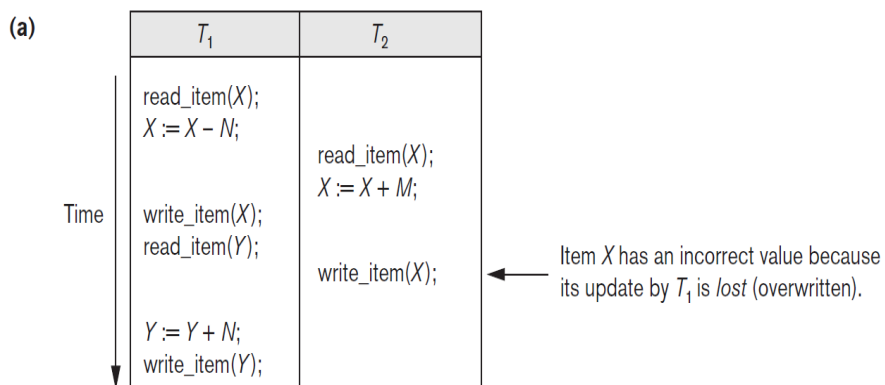 (a)
T₁ T₂
read_item(X);
X := X – N;
read_item(X);
X := X + M;
Time
write_item(X);
read_item(Y);
write_item(X);
Item X has an incorrect value because
its update by T₁ is lost (overwritten).
Y := Y + N;
write_item(Y);